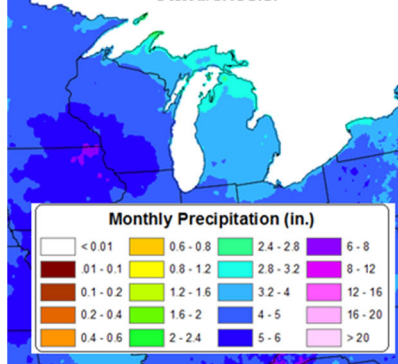 Monthly Precipitation (in.)
< 0.01 0.6 - 0.8 2.4 - 2.8 6 - 8
.01 - 0.1 0.8 - 1.2 2.8 - 3.2 8 - 12
0.1 - 0.2 1.2 - 1.6 3.2 - 4 12 - 16
0.2 - 0.4 1.6 - 2 4 - 5 16 - 20
0.4 - 0.6 2 - 2.4 5 - 6 > 20